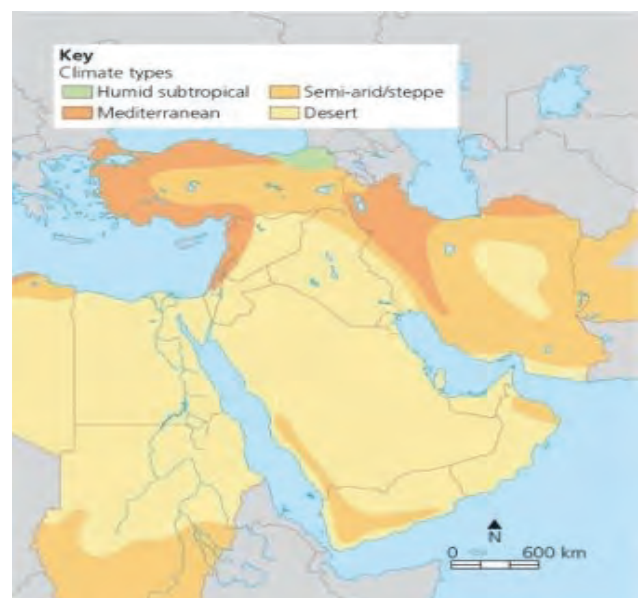 Key
Climate types
Humid subtropical
Semi-arid/steppe
Mediterranean
Desert
N
0 600 km